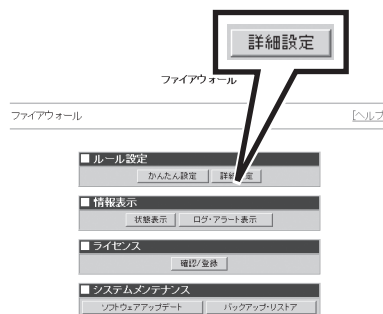 詳細設定
ファイアウォール
ファイアウォール [ヘルプ
■ ルール設定
かんたん設定 詳細設定
■ 情報表示
状態表示 ログ・アラート表示
■ ライセンス
確認/登録
■ システムメンテナンス
ソフトウェアアップデート バックアップ・リストア